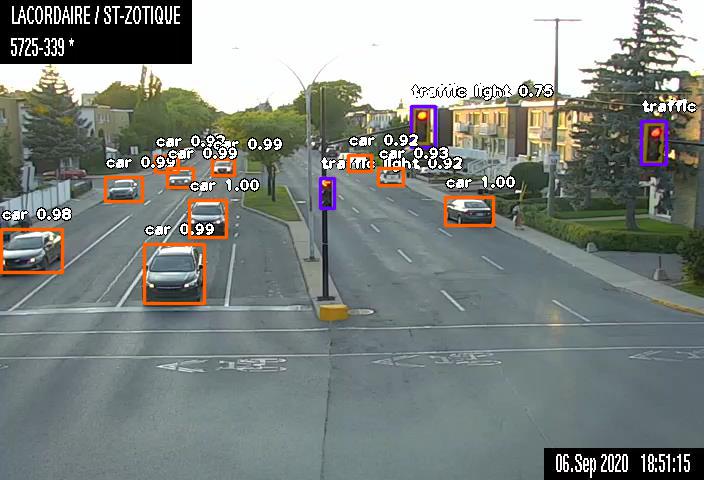 LACORDAIRE / ST-ZOTIQUE
5725-339 *
traffic light 0.75
traffic
car 0.92
car 0.99
car 0.99
car 0.99
car 0.92
car 0.93
traffic light 0.92
car 1.00
car 1.00
car 0.98
car 0.99
06.Sep 2020 18:51:15